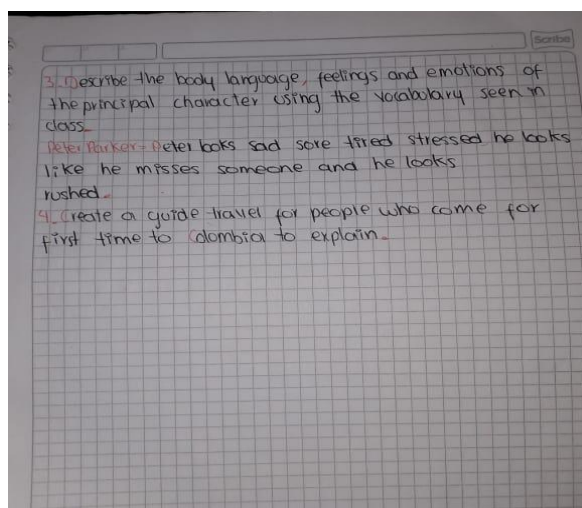 Scribe
3. Describe the body language, feelings and emotions of
the principal character using the vocabulary seen in
class.
Peter Parker: Peter looks sad sore tired stressed he looks
like he misses someone and he looks
rushed.
4. Create a guide travel for people who come for
first time to Colombia to explain.